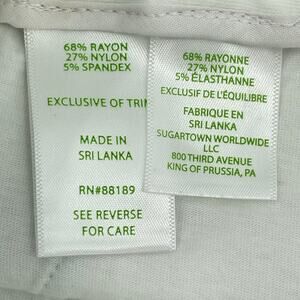 68% RAYON
27% NYLON
5% SPANDEX
EXCLUSIVE OF
MADE IN
SRI LANKA
RN#88189
SEE REVERSE
FOR CARE
68% RAYONNE
27% NYLON
5% ÉLASTHANNE
EXCLUSIF DE L'ÉQUILIBRE
FABRIQUE EN
SRI LANKA
SUGARTOWN WORLDWIDE
LLC
800 THIRD AVENUE
KING OF PRUSSIA, PA